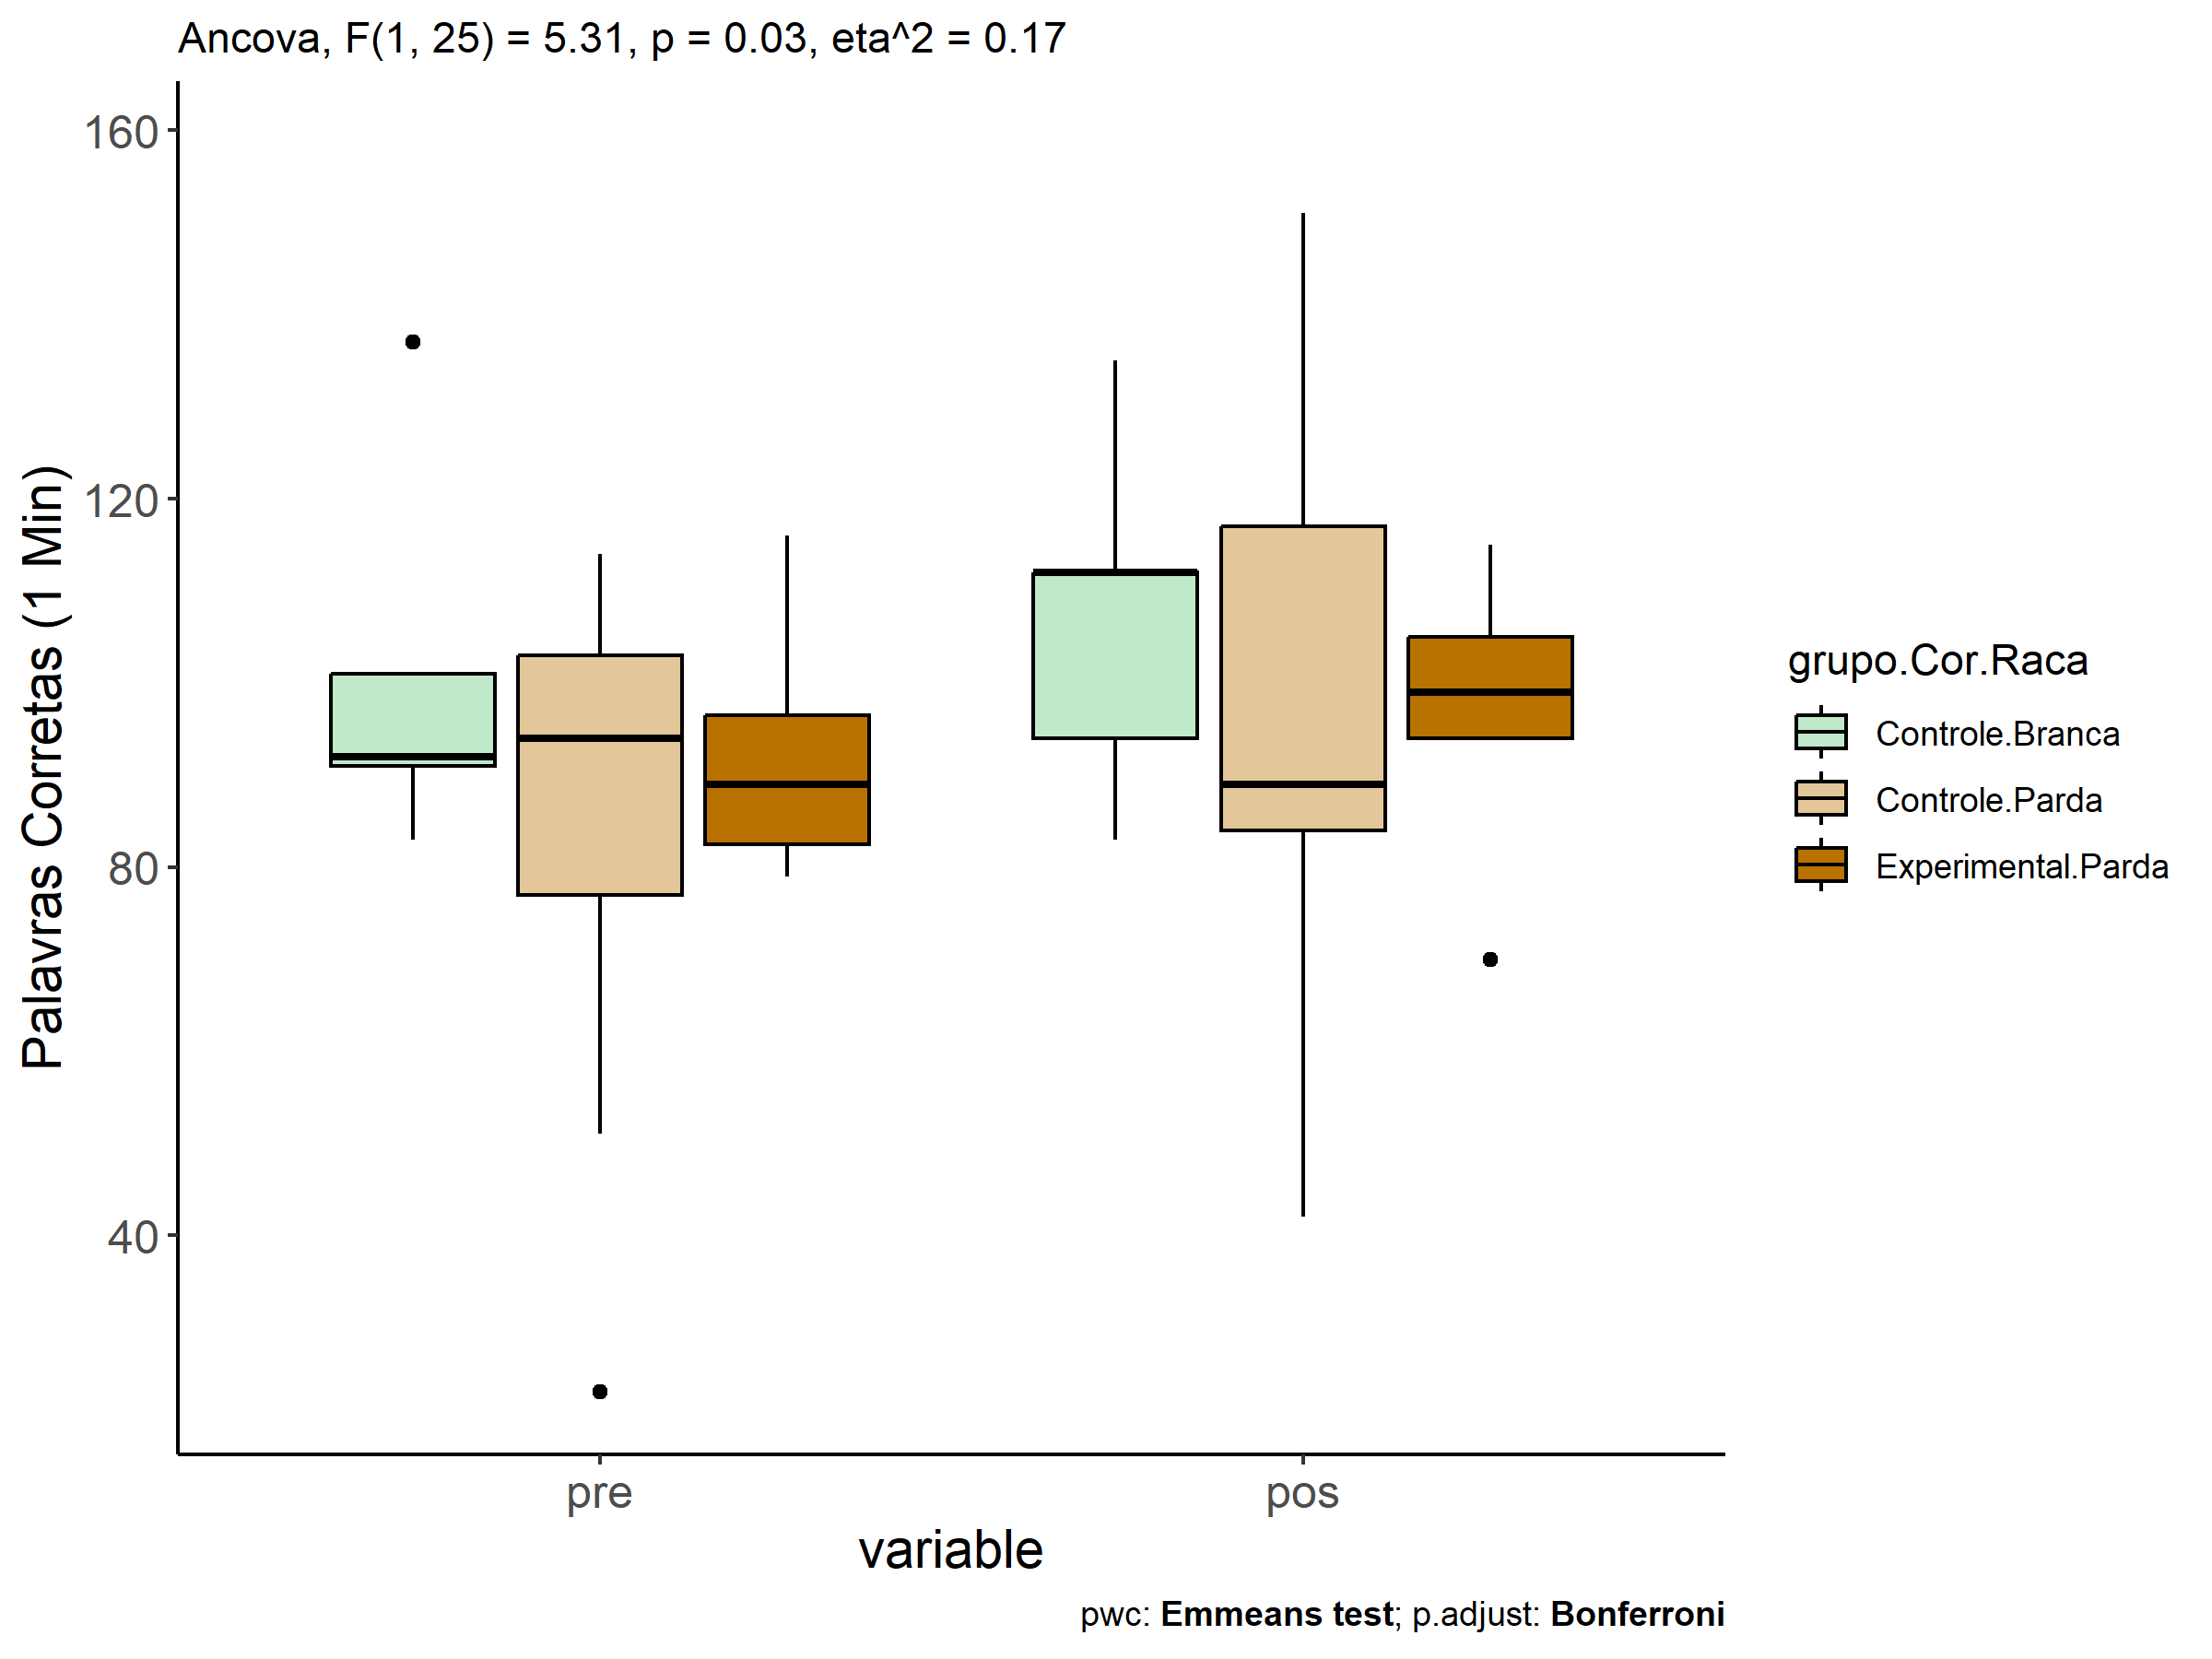 Ancova, F(1, 25) = 5.31, p = 0.03, eta^2 = 0.17
Palavras Corretas (1 Min)
160
120
80
40
pre
pos
variable
grupo.Cor.Raca
Controle.Branca
Controle.Parda
Experimental.Parda
pwc: Emmeans test; p.adjust: Bonferroni